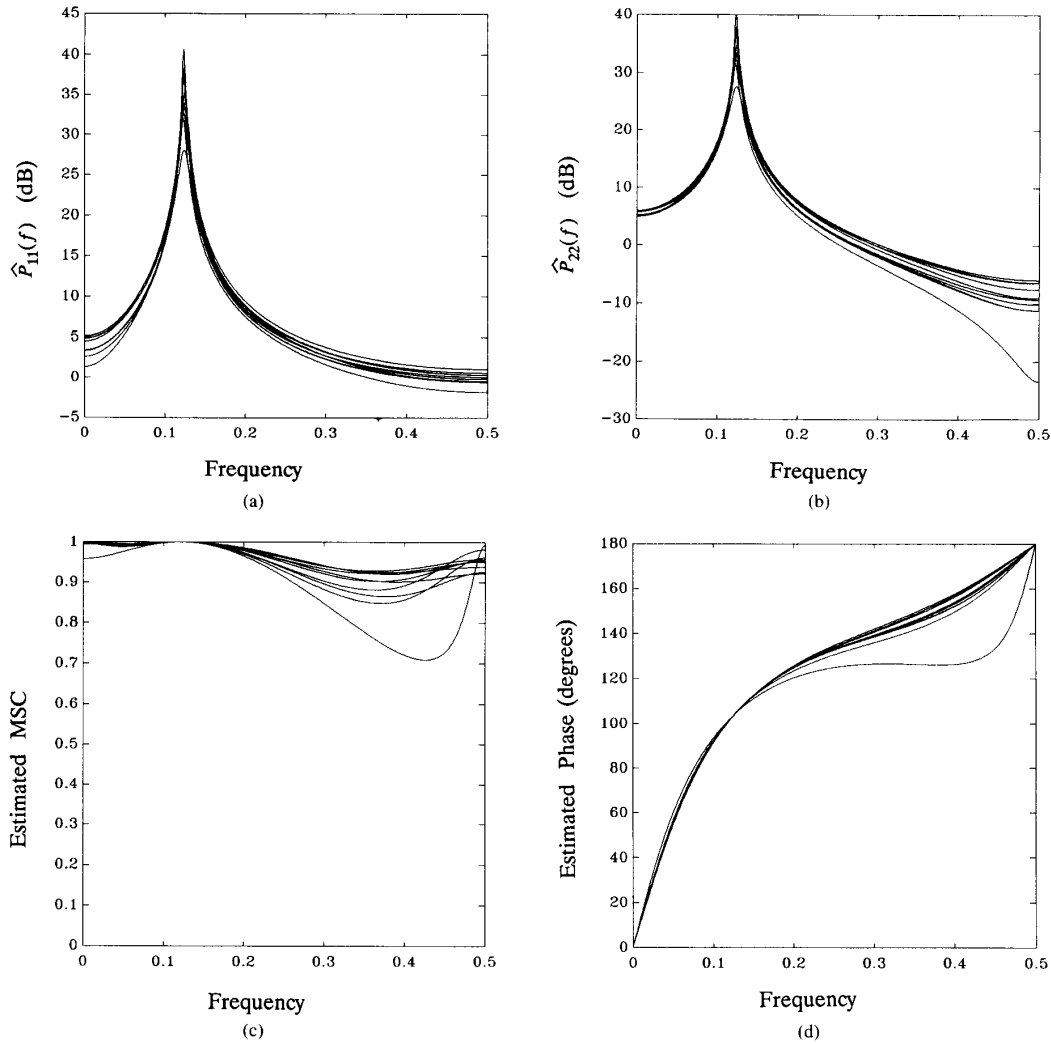 45
40
35
30
25
20
15
10
5
0
−5
P̂₁₁(f) (dB)
0 0.1 0.2 0.3 0.4 0.5
Frequency
(a)
40
30
20
10
0
−10
−20
−30
P̂₂₂(f) (dB)
0 0.1 0.2 0.3 0.4 0.5
Frequency
(b)
1
0.9
0.8
0.7
0.6
0.5
0.4
0.3
0.2
0.1
0
Estimated MSC
0 0.1 0.2 0.3 0.4 0.5
Frequency
(c)
180
160
140
120
100
80
60
40
20
0
Estimated Phase (degrees)
0 0.1 0.2 0.3 0.4 0.5
Frequency
(d)